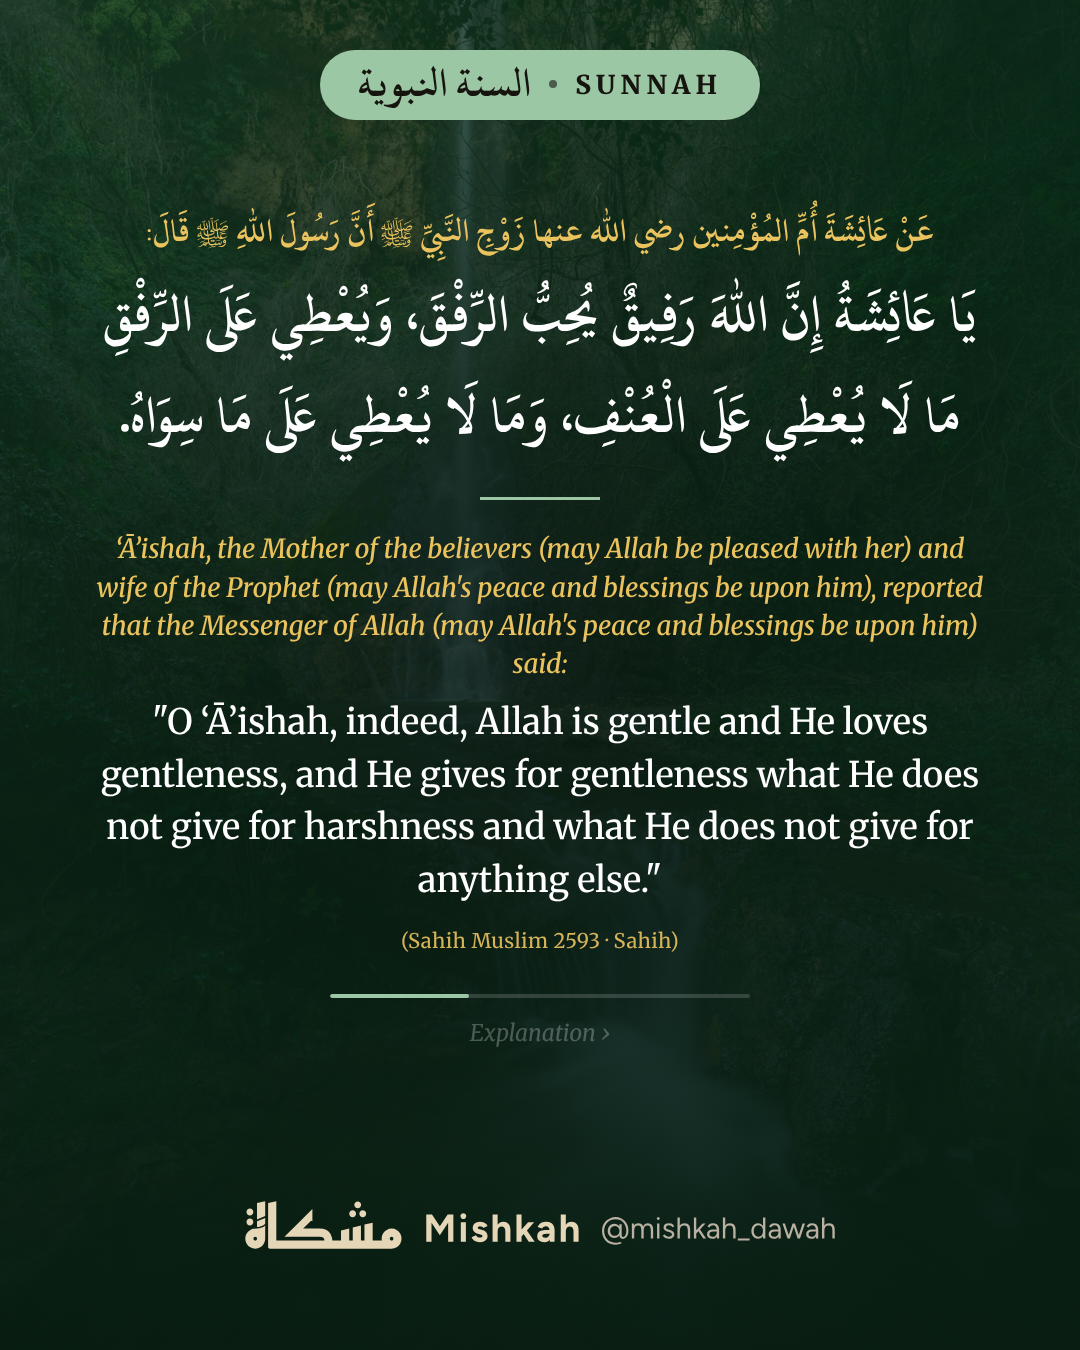 السنة النبوية • SUNNAH
عَنْ عَائِشَةَ أُمِّ المُؤْمِنين رضي الله عنها زَوْجِ النَّبِيِّ ﷺ أَنَّ رَسُولَ اللهِ ﷺ قَالَ:
يَا عَائِشَةُ إِنَّ اللهَ رَفِيقٌ يُحِبُّ الرِّفْقَ، وَيُعْطِي عَلَى الرِّفْقِ
مَا لَا يُعْطِي عَلَى الْعُنْفِ، وَمَا لَا يُعْطِي عَلَى مَا سِوَاهُ.
‘Ā’ishah, the Mother of the believers (may Allah be pleased with her) and
wife of the Prophet (may Allah's peace and blessings be upon him), reported
that the Messenger of Allah (may Allah's peace and blessings be upon him)
said:
"O ‘Ā’ishah, indeed, Allah is gentle and He loves
gentleness, and He gives for gentleness what He does
not give for harshness and what He does not give for
anything else."
(Sahih Muslim 2593 · Sahih)
Explanation ›
مشكاة Mishkah @mishkah_dawah